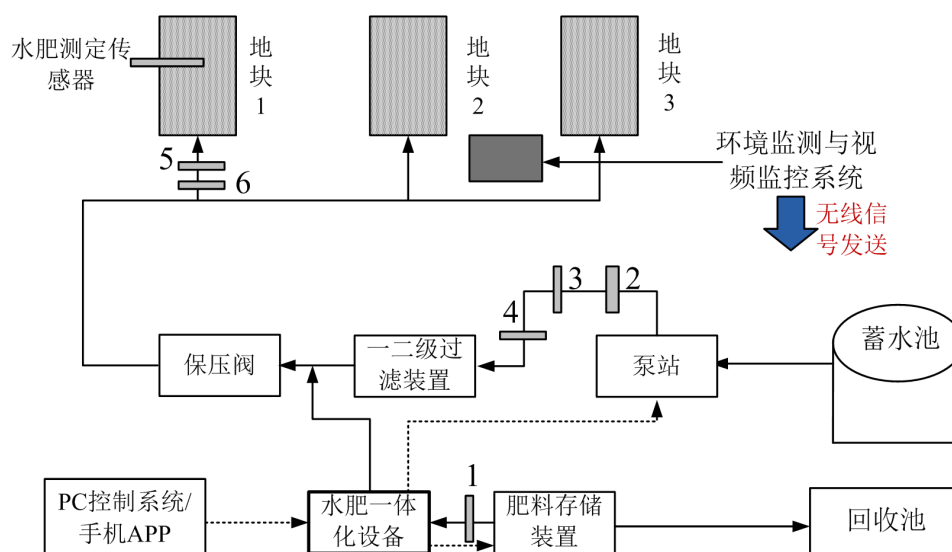 水肥测定传
感器
地
块
1
地
块
2
地
块
3
5
6
环境监测与视
频监控系统
无线信
号发送
3
2
4
蓄水池
保压阀
一二级过
滤装置
泵站
1
PC控制系统/
手机APP
水肥一体
化设备
肥料存储
装置
回收池